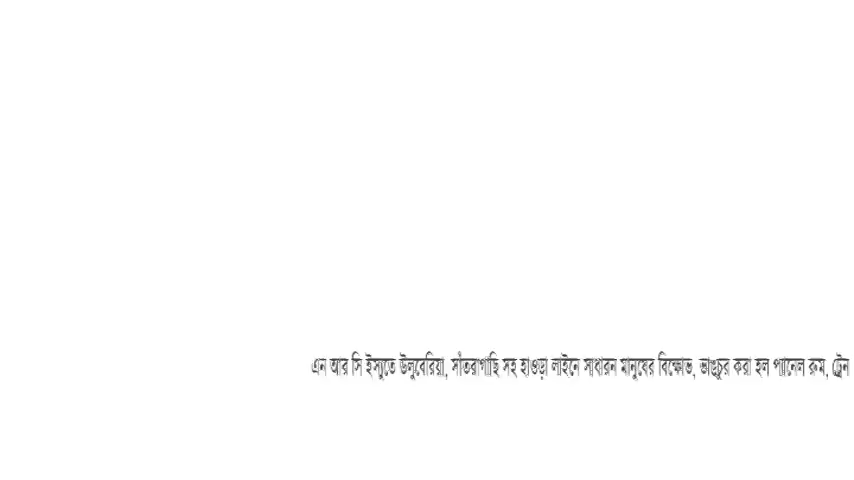 এন আর সি ইস্যুতে উলুবেরিয়া, সাঁতরাগাছি সহ হাওড়া লাইনে সাধারন মানুষের বিক্ষোভ, ভাঙচুর করা হল প্যানেল রুম, ট্রেন